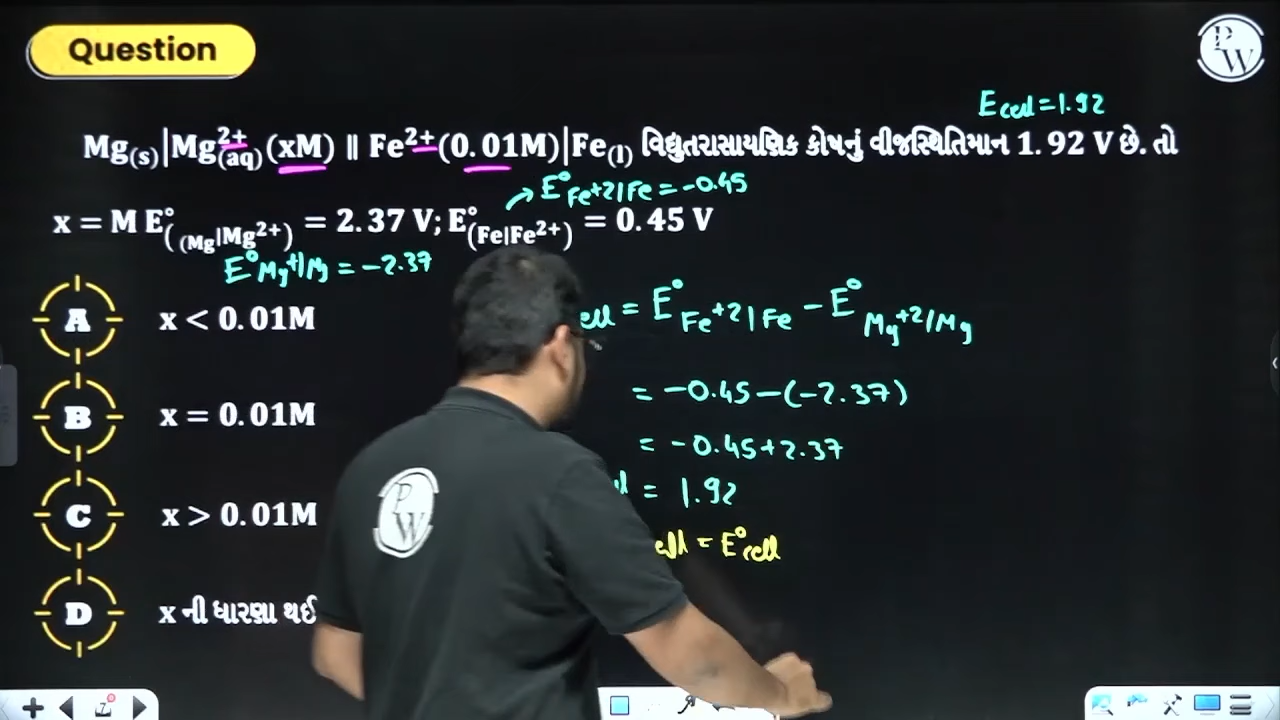 Question
PW
Ecell = 1.92
Mg(s)|Mg2+(aq)(xM) || Fe2+(0.01M)|Fe(l) વિદ્યુતરાસાયણિક કોષનું વીજસ્થિતિમાન 1.92 V છે. તો
E°Fe+2|Fe = -0.45
x = M E°((Mg|Mg2+) = 2.37 V; E°(Fe|Fe2+) = 0.45 V
E°Mg+|Mg = -2.37
A x < 0.01M
ell = E°Fe+2|Fe - E°Mg+2|Mg
= -0.45-(-2.37)
B x = 0.01M
= -0.45+2.37
= 1.92
C x > 0.01M
PW
ell = E°cell
D x ની ધારણા થઈ